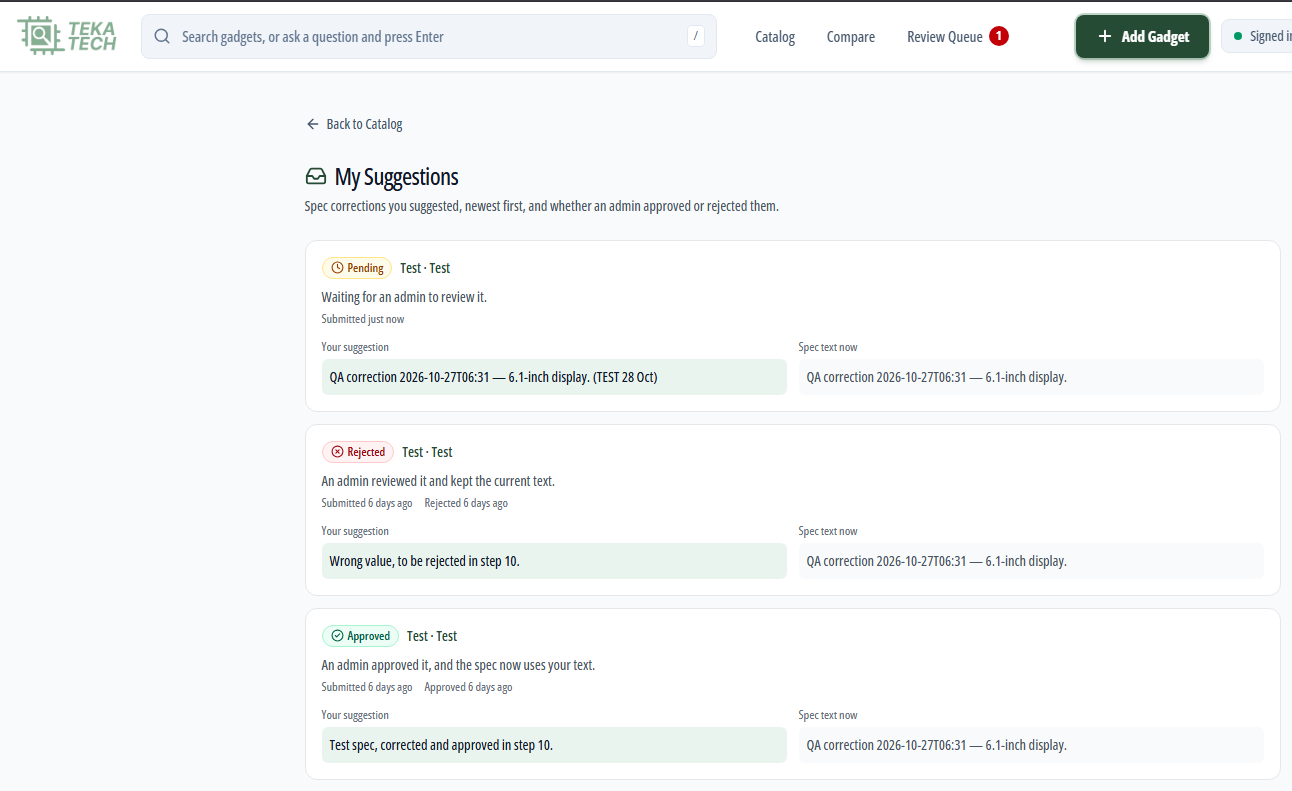 TEKA
TECH
Search gadgets, or ask a question and press Enter
/
Catalog
Compare
Review Queue 1
Add Gadget
Signed in
Back to Catalog
My Suggestions
Spec corrections you suggested, newest first, and whether an admin approved or rejected them.
Pending Test · Test
Waiting for an admin to review it.
Submitted just now
Your suggestion
Spec text now
QA correction 2026-10-27T06:31 — 6.1-inch display. (TEST 28 Oct)
QA correction 2026-10-27T06:31 — 6.1-inch display.
Rejected Test · Test
An admin reviewed it and kept the current text.
Submitted 6 days ago Rejected 6 days ago
Your suggestion
Spec text now
Wrong value, to be rejected in step 10.
QA correction 2026-10-27T06:31 — 6.1-inch display.
Approved Test · Test
An admin approved it, and the spec now uses your text.
Submitted 6 days ago Approved 6 days ago
Your suggestion
Spec text now
Test spec, corrected and approved in step 10.
QA correction 2026-10-27T06:31 — 6.1-inch display.